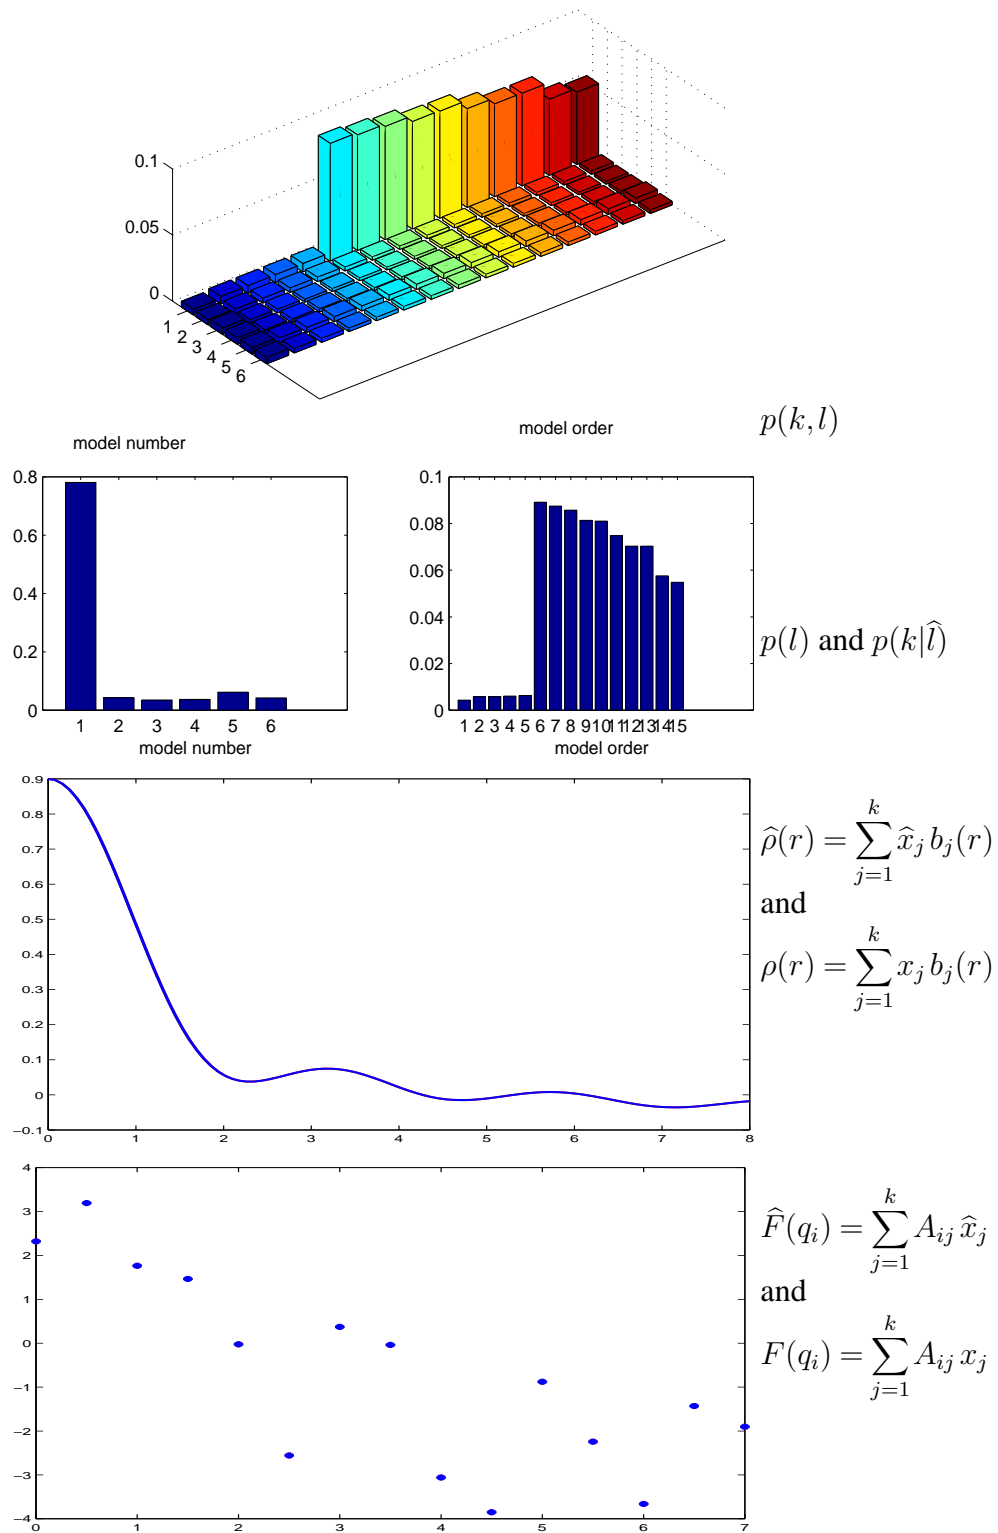 0.1
0.05
0
1
2
3
4
5
6
p(k, l)
model number
model order
0.8
0.6
0.4
0.2
0
1 2 3 4 5 6
model number
0.1
0.08
0.06
0.04
0.02
0
1 2 3 4 5 6 7 8 9 10 11 12 13 14 15
model order
p(l) and p(k|l̂)
0.9
0.8
0.7
0.6
0.5
0.4
0.3
0.2
0.1
0
−0.1
0 1 2 3 4 5 6 7 8
ρ̂(r) = ∑_{j=1}^{k} x̂_j b_j(r)
and
ρ(r) = ∑_{j=1}^{k} x_j b_j(r)
4
3
2
1
0
−1
−2
−3
−4
0 1 2 3 4 5 6 7
F̂(q_i) = ∑_{j=1}^{k} A_{ij} x̂_j
and
F(q_i) = ∑_{j=1}^{k} A_{ij} x_j